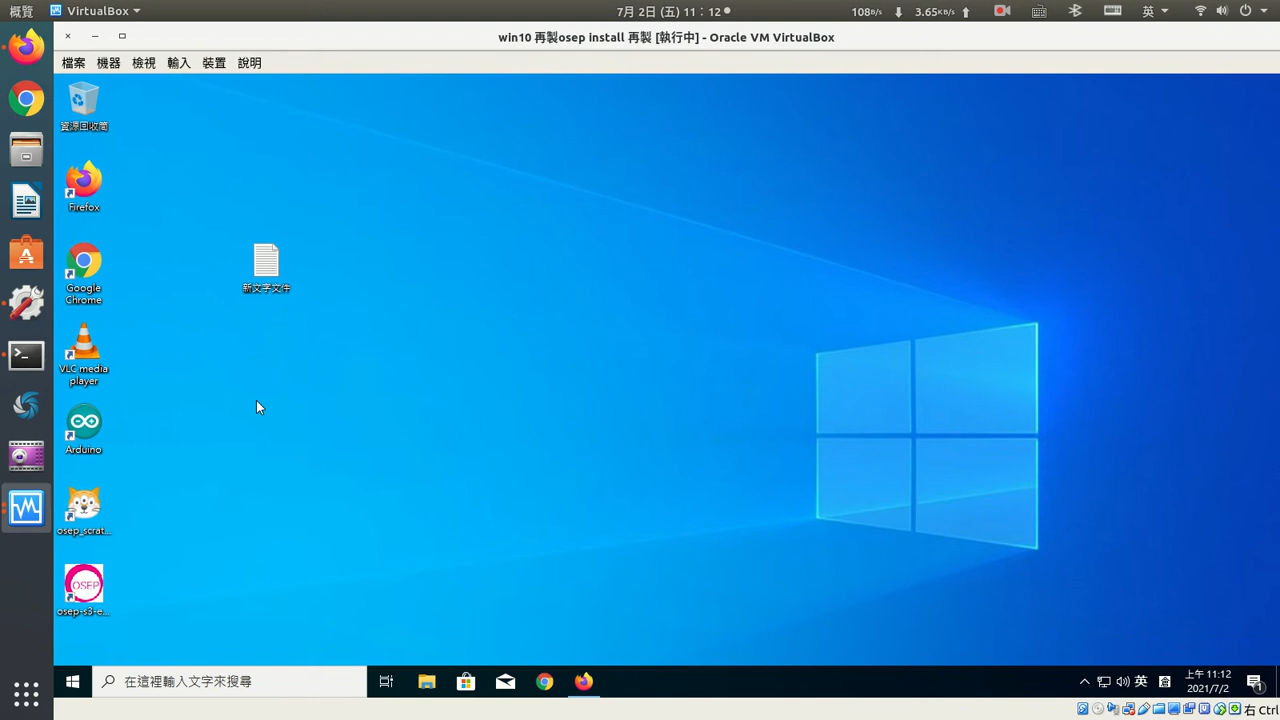 概覽
VirtualBox
7月 2日 (五) 11：12
108B/s
3.65KB/s
英
win10 再製osep install 再製 [執行中] - Oracle VM VirtualBox
檔案 機器 檢視 輸入 裝置 說明
資源回收筒
Firefox
Google
Chrome
新文字文件
VLC media
player
Arduino
osep_scrat...
OSEP
osep-s3-e...
在這裡輸入文字來搜尋
英
上午 11:12
2021/7/2
1
右 Ctrl